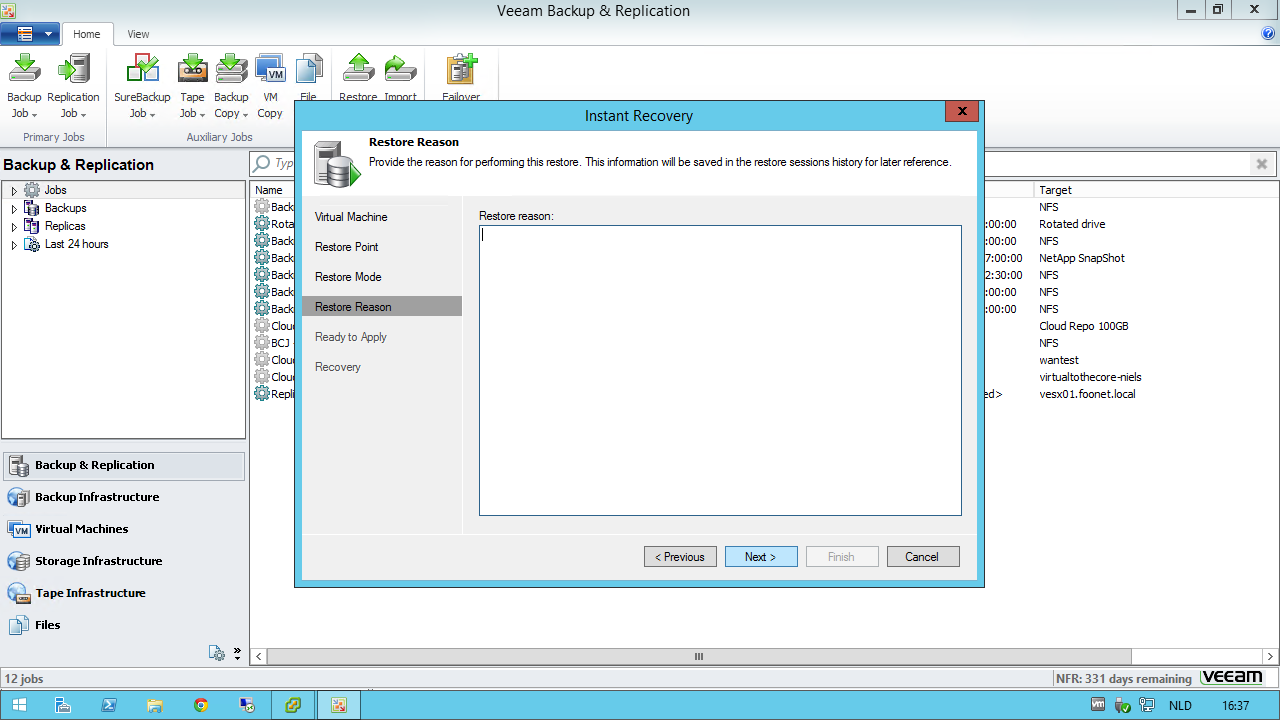 Veeam Backup & Replication
Home
View
Backup Job
Replication Job
SureBackup Job
Tape Job
Backup Copy
VM Copy
File
Restore
Import
Failover
Primary Jobs
Auxiliary Jobs
Instant Recovery
Restore Reason
Provide the reason for performing this restore. This information will be saved in the restore sessions history for later reference.
Virtual Machine
Restore Point
Restore Mode
Restore Reason
Ready to Apply
Recovery
Restore reason:
< Previous
Next >
Finish
Cancel
Backup & Replication
Jobs
Backups
Replicas
Last 24 hours
Backup & Replication
Backup Infrastructure
Virtual Machines
Storage Infrastructure
Tape Infrastructure
Files
Typ
Name
Target
Back
NFS
Rota
:00:00
Rotated drive
Back
:00:00
NFS
Back
7:00:00
NetApp SnapShot
Back
2:30:00
NFS
Back
:00:00
NFS
Back
:00:00
NFS
Cloud
Cloud Repo 100GB
BCJ
NFS
Cloud
wantest
Cloud
virtualtothecore-niels
Repli
ed>
vesx01.foonet.local
12 jobs
NFR: 331 days remaining
veeam
vm
NLD
16:37